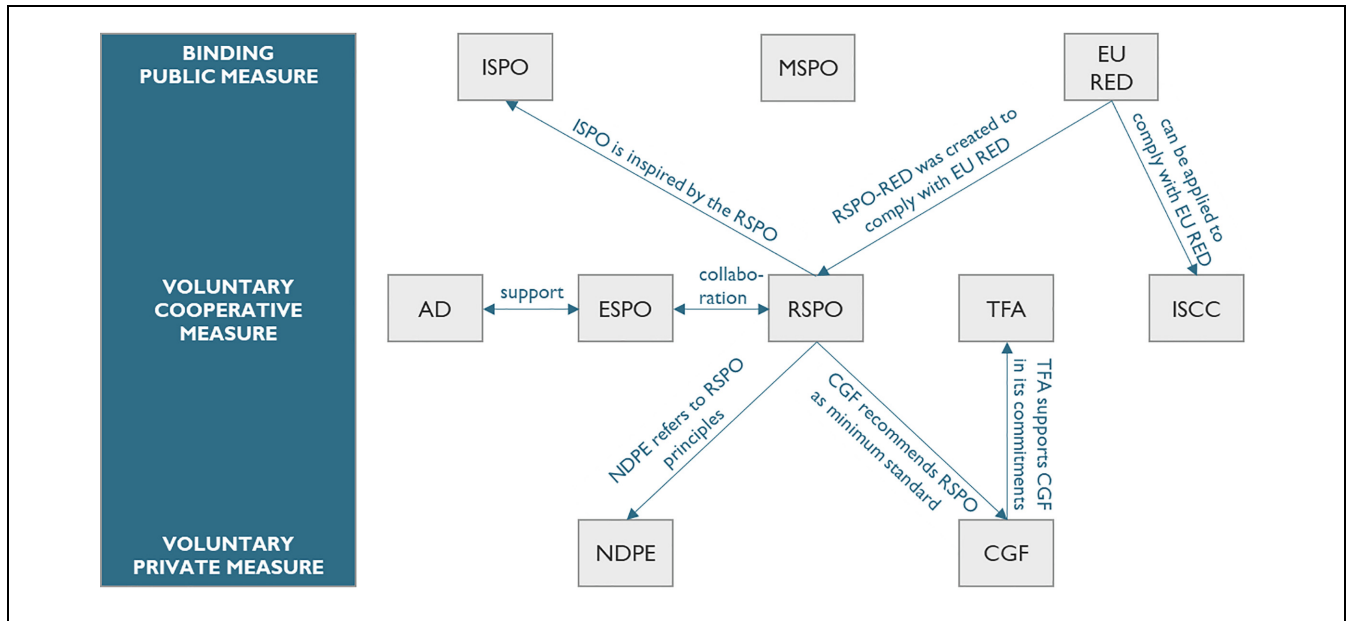 BINDING
PUBLIC MEASURE
ISPO
MSPO
EU
RED
ISPO is inspired by the RSPO
RSPO-RED was created to
comply with EU RED
can be applied to
comply with EU RED
VOLUNTARY
COOPERATIVE
MEASURE
AD
support
ESPO
collabo-
ration
RSPO
TFA
ISCC
NDPE refers to RSPO
principles
CGF recommends RSPO
as minimum standard
TFA supports CGF
in its commitments
VOLUNTARY
PRIVATE MEASURE
NDPE
CGF